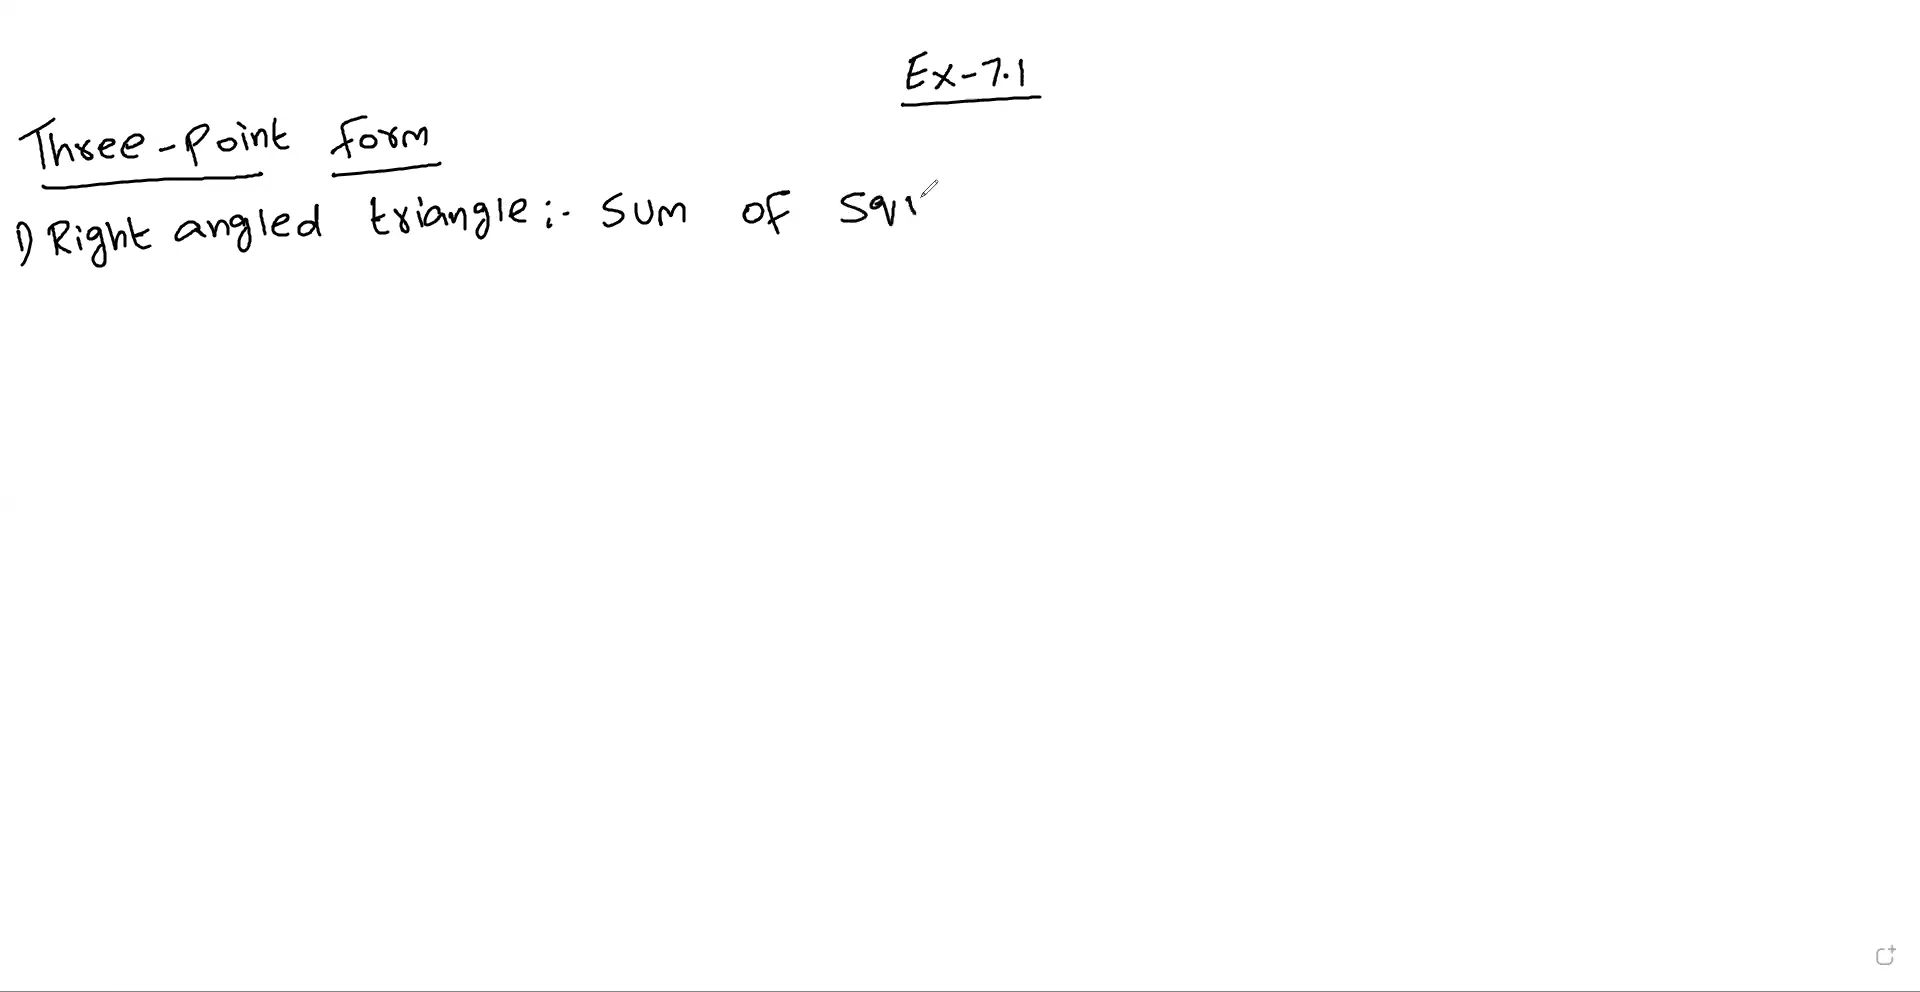 Ex-7.1
Three-Point form
1) Right angled triangle:- Sum of